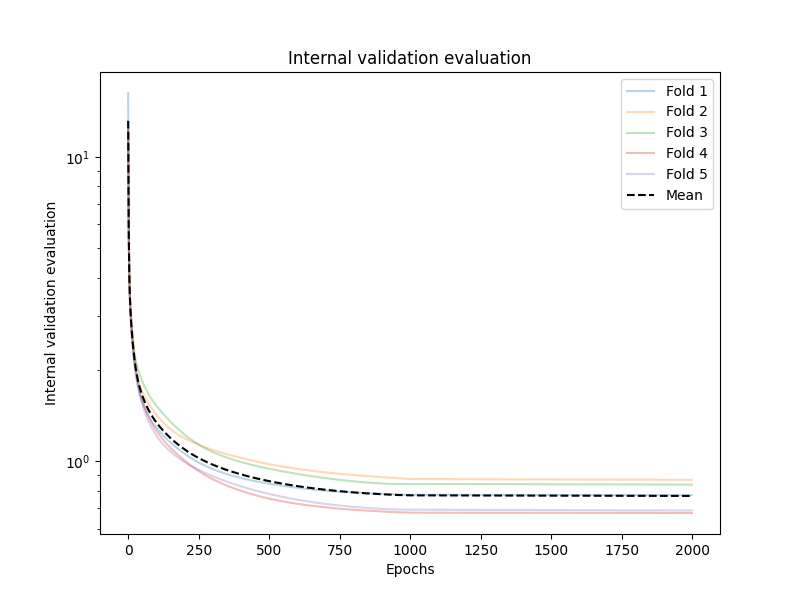 Internal validation evaluation
Internal validation evaluation
10¹
10⁰
Fold 1
Fold 2
Fold 3
Fold 4
Fold 5
Mean
0 250 500 750 1000 1250 1500 1750 2000
Epochs